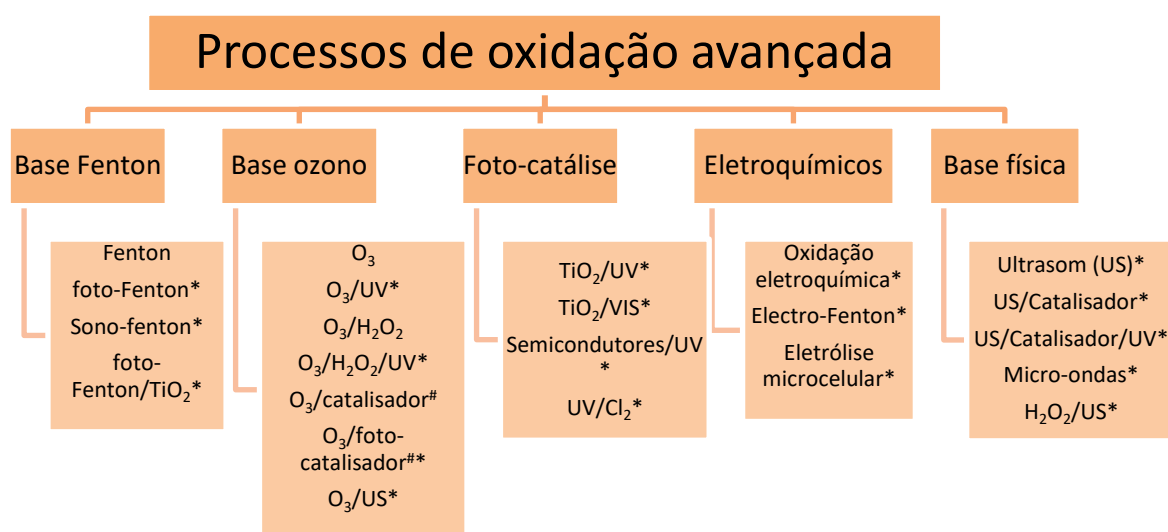 Processos de oxidação avançada
Base Fenton
Fenton
foto-Fenton*
Sono-fenton*
foto-
Fenton/TiO₂*
Base ozono
O₃
O₃/UV*
O₃/H₂O₂
O₃/H₂O₂/UV*
O₃/catalisador#
O₃/foto-
catalisador#*
O₃/US*
Foto-catálise
TiO₂/UV*
TiO₂/VIS*
Semicondutores/UV
*
UV/Cl₂*
Eletroquímicos
Oxidação
eletroquímica*
Electro-Fenton*
Eletrólise
microcelular*
Base física
Ultrasom (US)*
US/Catalisador*
US/Catalisador/UV*
Micro-ondas*
H₂O₂/US*